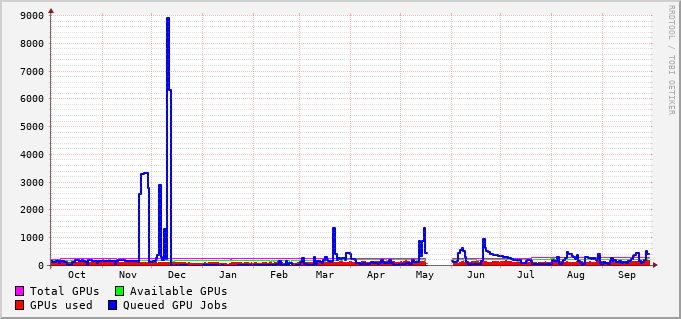 9000
8000
7000
6000
5000
4000
3000
2000
1000
0
Oct Nov Dec Jan Feb Mar Apr May Jun Jul Aug Sep
Total GPUs Available GPUs
GPUs used Queued GPU Jobs
RRDTOOL / TOBI OETIKER